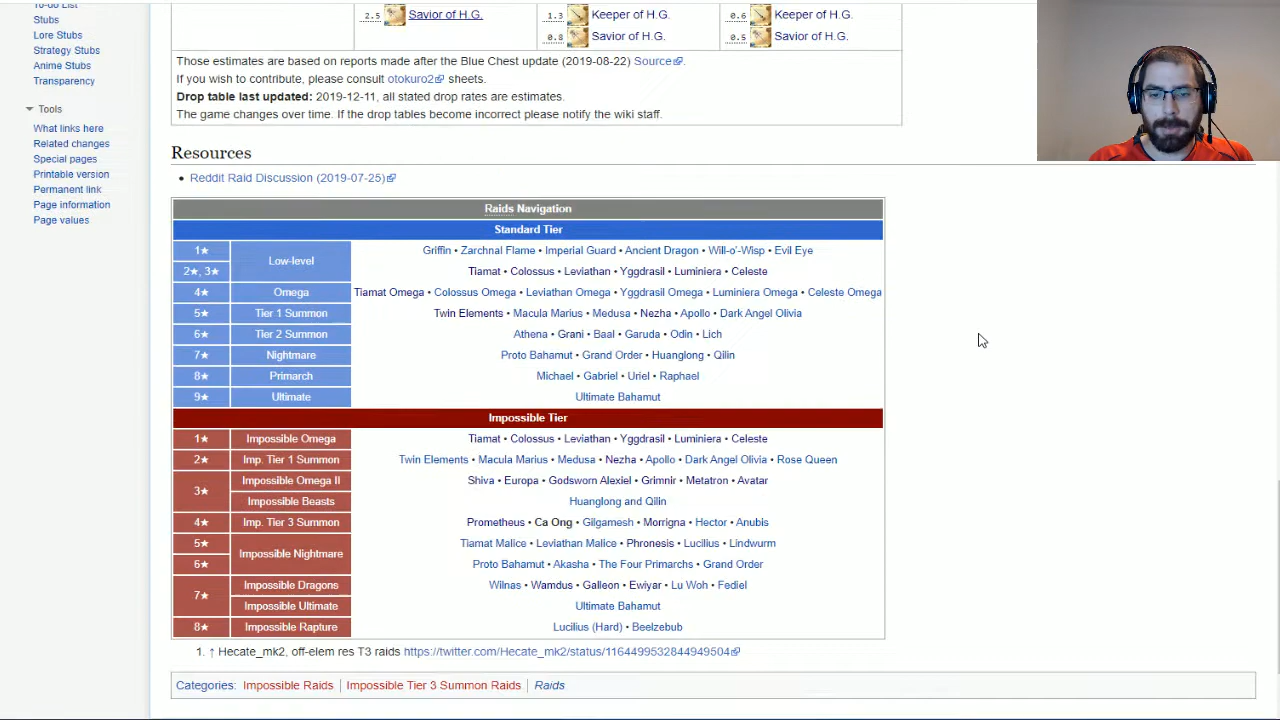 To-do List
Stubs
Lore Stubs
Strategy Stubs
Anime Stubs
Transparency
Tools
What links here
Related changes
Special pages
Printable version
Permanent link
Page information
Page values
2.5 Savior of H.G. 1.3 Keeper of H.G. 0.6 Keeper of H.G.
0.8 Savior of H.G. 0.5 Savior of H.G.
Those estimates are based on reports made after the Blue Chest update (2019-08-22) Source.
If you wish to contribute, please consult otokuro2 sheets.
Drop table last updated: 2019-12-11, all stated drop rates are estimates.
The game changes over time. If the drop tables become incorrect please notify the wiki staff.
Resources
• Reddit Raid Discussion (2019-07-25)
Raids Navigation
Standard Tier
1★ Low-level Griffin • Zarchnal Flame • Imperial Guard • Ancient Dragon • Will-o'-Wisp • Evil Eye
2★, 3★ Tiamat • Colossus • Leviathan • Yggdrasil • Luminiera • Celeste
4★ Omega Tiamat Omega • Colossus Omega • Leviathan Omega • Yggdrasil Omega • Luminiera Omega • Celeste Omega
5★ Tier 1 Summon Twin Elements • Macula Marius • Medusa • Nezha • Apollo • Dark Angel Olivia
6★ Tier 2 Summon Athena • Grani • Baal • Garuda • Odin • Lich
7★ Nightmare Proto Bahamut • Grand Order • Huanglong • Qilin
8★ Primarch Michael • Gabriel • Uriel • Raphael
9★ Ultimate Ultimate Bahamut
Impossible Tier
1★ Impossible Omega Tiamat • Colossus • Leviathan • Yggdrasil • Luminiera • Celeste
2★ Imp. Tier 1 Summon Twin Elements • Macula Marius • Medusa • Nezha • Apollo • Dark Angel Olivia • Rose Queen
3★ Impossible Omega II Shiva • Europa • Godsworn Alexiel • Grimnir • Metatron • Avatar
Impossible Beasts Huanglong and Qilin
4★ Imp. Tier 3 Summon Prometheus • Ca Ong • Gilgamesh • Morrigna • Hector • Anubis
5★ Impossible Nightmare Tiamat Malice • Leviathan Malice • Phronesis • Lucilius • Lindwurm
6★ Proto Bahamut • Akasha • The Four Primarchs • Grand Order
7★ Impossible Dragons Wilnas • Wamdus • Galleon • Ewiyar • Lu Woh • Fediel
Impossible Ultimate Ultimate Bahamut
8★ Impossible Rapture Lucilius (Hard) • Beelzebub
1. ↑ Hecate_mk2, off-elem res T3 raids https://twitter.com/Hecate_mk2/status/1164499532844949504
Categories: Impossible Raids | Impossible Tier 3 Summon Raids | Raids